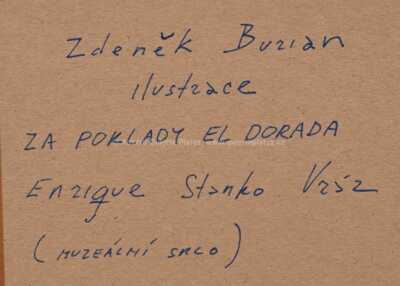 Zdeněk Burian
ilustrace
ZA POKLADY EL DORADA
Enrique Stanko Vráz
(MUZEÁLNÍ SKLO)